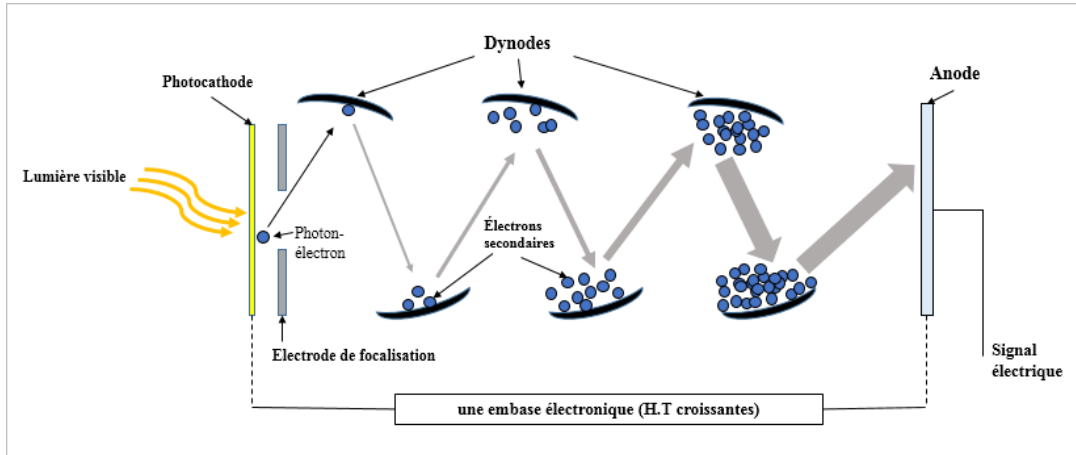 Dynodes
Photocathode
Anode
Lumière visible
Photon-
électron
Électrons
secondaires
Electrode de focalisation
Signal
électrique
une embase électronique (H.T croissantes)